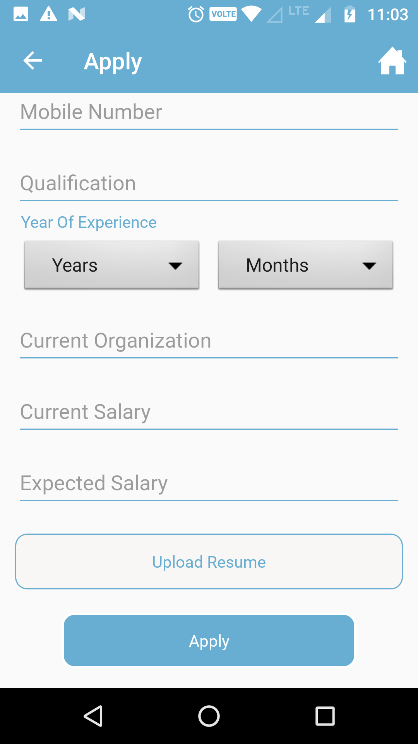 VOLTE LTE 11:03
Apply
Mobile Number
Qualification
Year Of Experience
Years Months
Current Organization
Current Salary
Expected Salary
Upload Resume
Apply